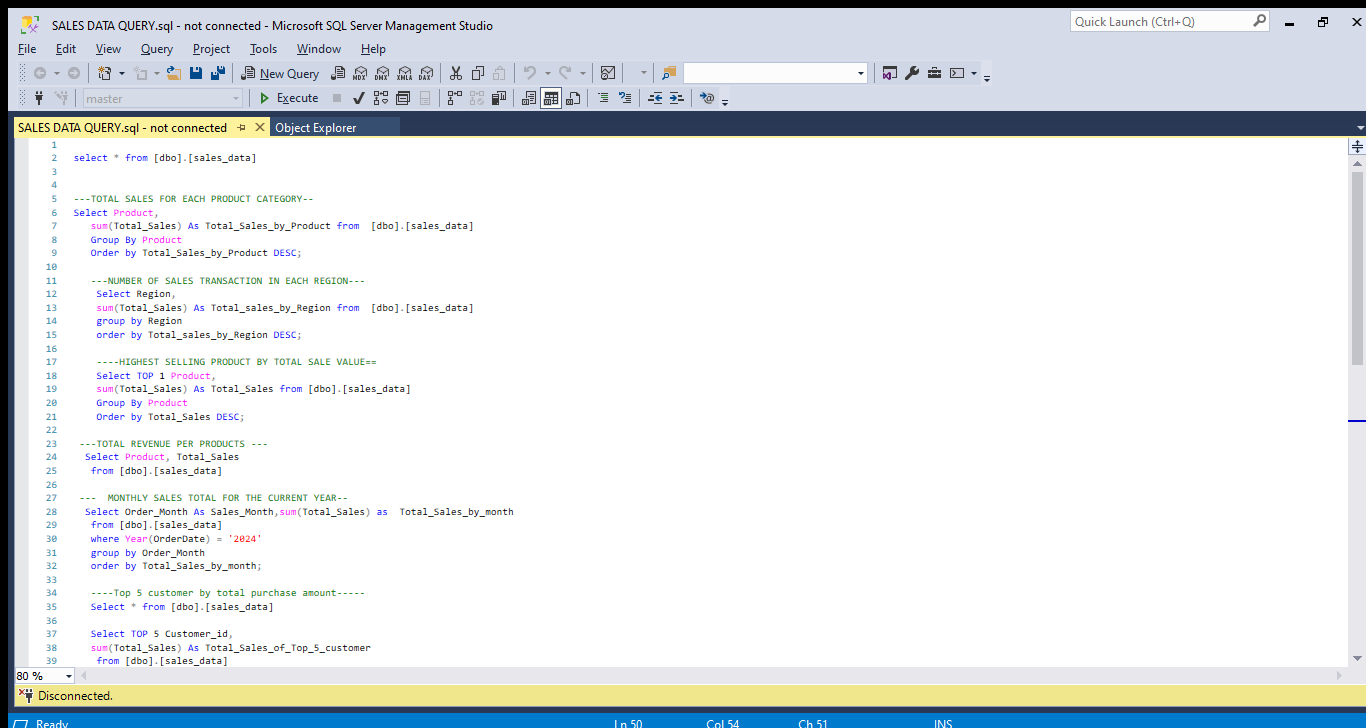 SALES DATA QUERY.sql - not connected - Microsoft SQL Server Management Studio
Quick Launch (Ctrl+Q)
File Edit View Query Project Tools Window Help
New Query MDX DMX XMLA DAX
master Execute
SALES DATA QUERY.sql - not connected Object Explorer
1
2 select * from [dbo].[sales_data]
3
4
5 ---TOTAL SALES FOR EACH PRODUCT CATEGORY--
6 Select Product,
7 sum(Total_Sales) As Total_Sales_by_Product from [dbo].[sales_data]
8 Group By Product
9 Order by Total_Sales_by_Product DESC;
10
11 ---NUMBER OF SALES TRANSACTION IN EACH REGION---
12 Select Region,
13 sum(Total_Sales) As Total_sales_by_Region from [dbo].[sales_data]
14 group by Region
15 order by Total_sales_by_Region DESC;
16
17 ----HIGHEST SELLING PRODUCT BY TOTAL SALE VALUE==
18 Select TOP 1 Product,
19 sum(Total_Sales) As Total_Sales from [dbo].[sales_data]
20 Group By Product
21 Order by Total_Sales DESC;
22
23 ---TOTAL REVENUE PER PRODUCTS ---
24 Select Product, Total_Sales
25 from [dbo].[sales_data]
26
27 --- MONTHLY SALES TOTAL FOR THE CURRENT YEAR--
28 Select Order_Month As Sales_Month,sum(Total_Sales) as Total_Sales_by_month
29 from [dbo].[sales_data]
30 where Year(OrderDate) = '2024'
31 group by Order_Month
32 order by Total_Sales_by_month;
33
34 ----Top 5 customer by total purchase amount-----
35 Select * from [dbo].[sales_data]
36
37 Select TOP 5 Customer_id,
38 sum(Total_Sales) As Total_Sales_of_Top_5_customer
39 from [dbo].[sales_data]
80 %
Disconnected.
Ready Ln 50 Col 54 Ch 51 INS